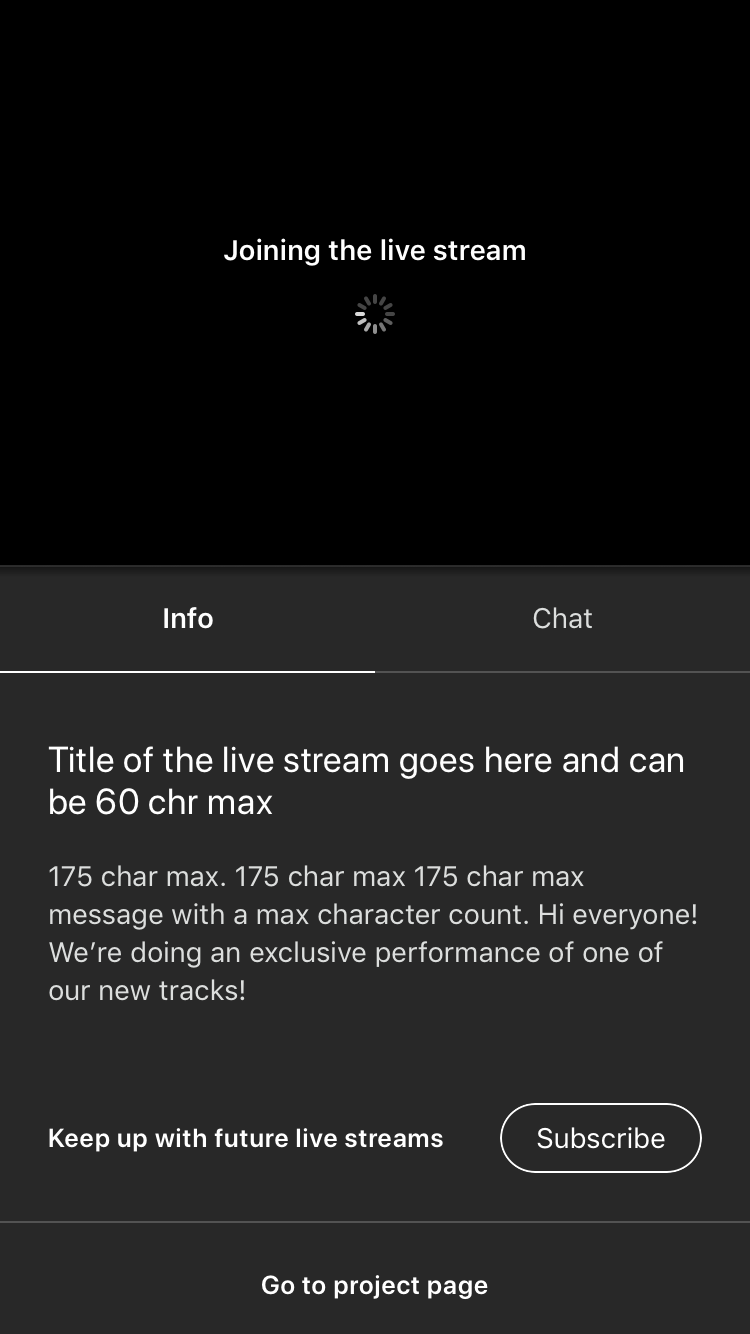 Joining the live stream
Info
Chat
Title of the live stream goes here and can
be 60 chr max
175 char max. 175 char max 175 char max
message with a max character count. Hi everyone!
We’re doing an exclusive performance of one of
our new tracks!
Keep up with future live streams
Subscribe
Go to project page